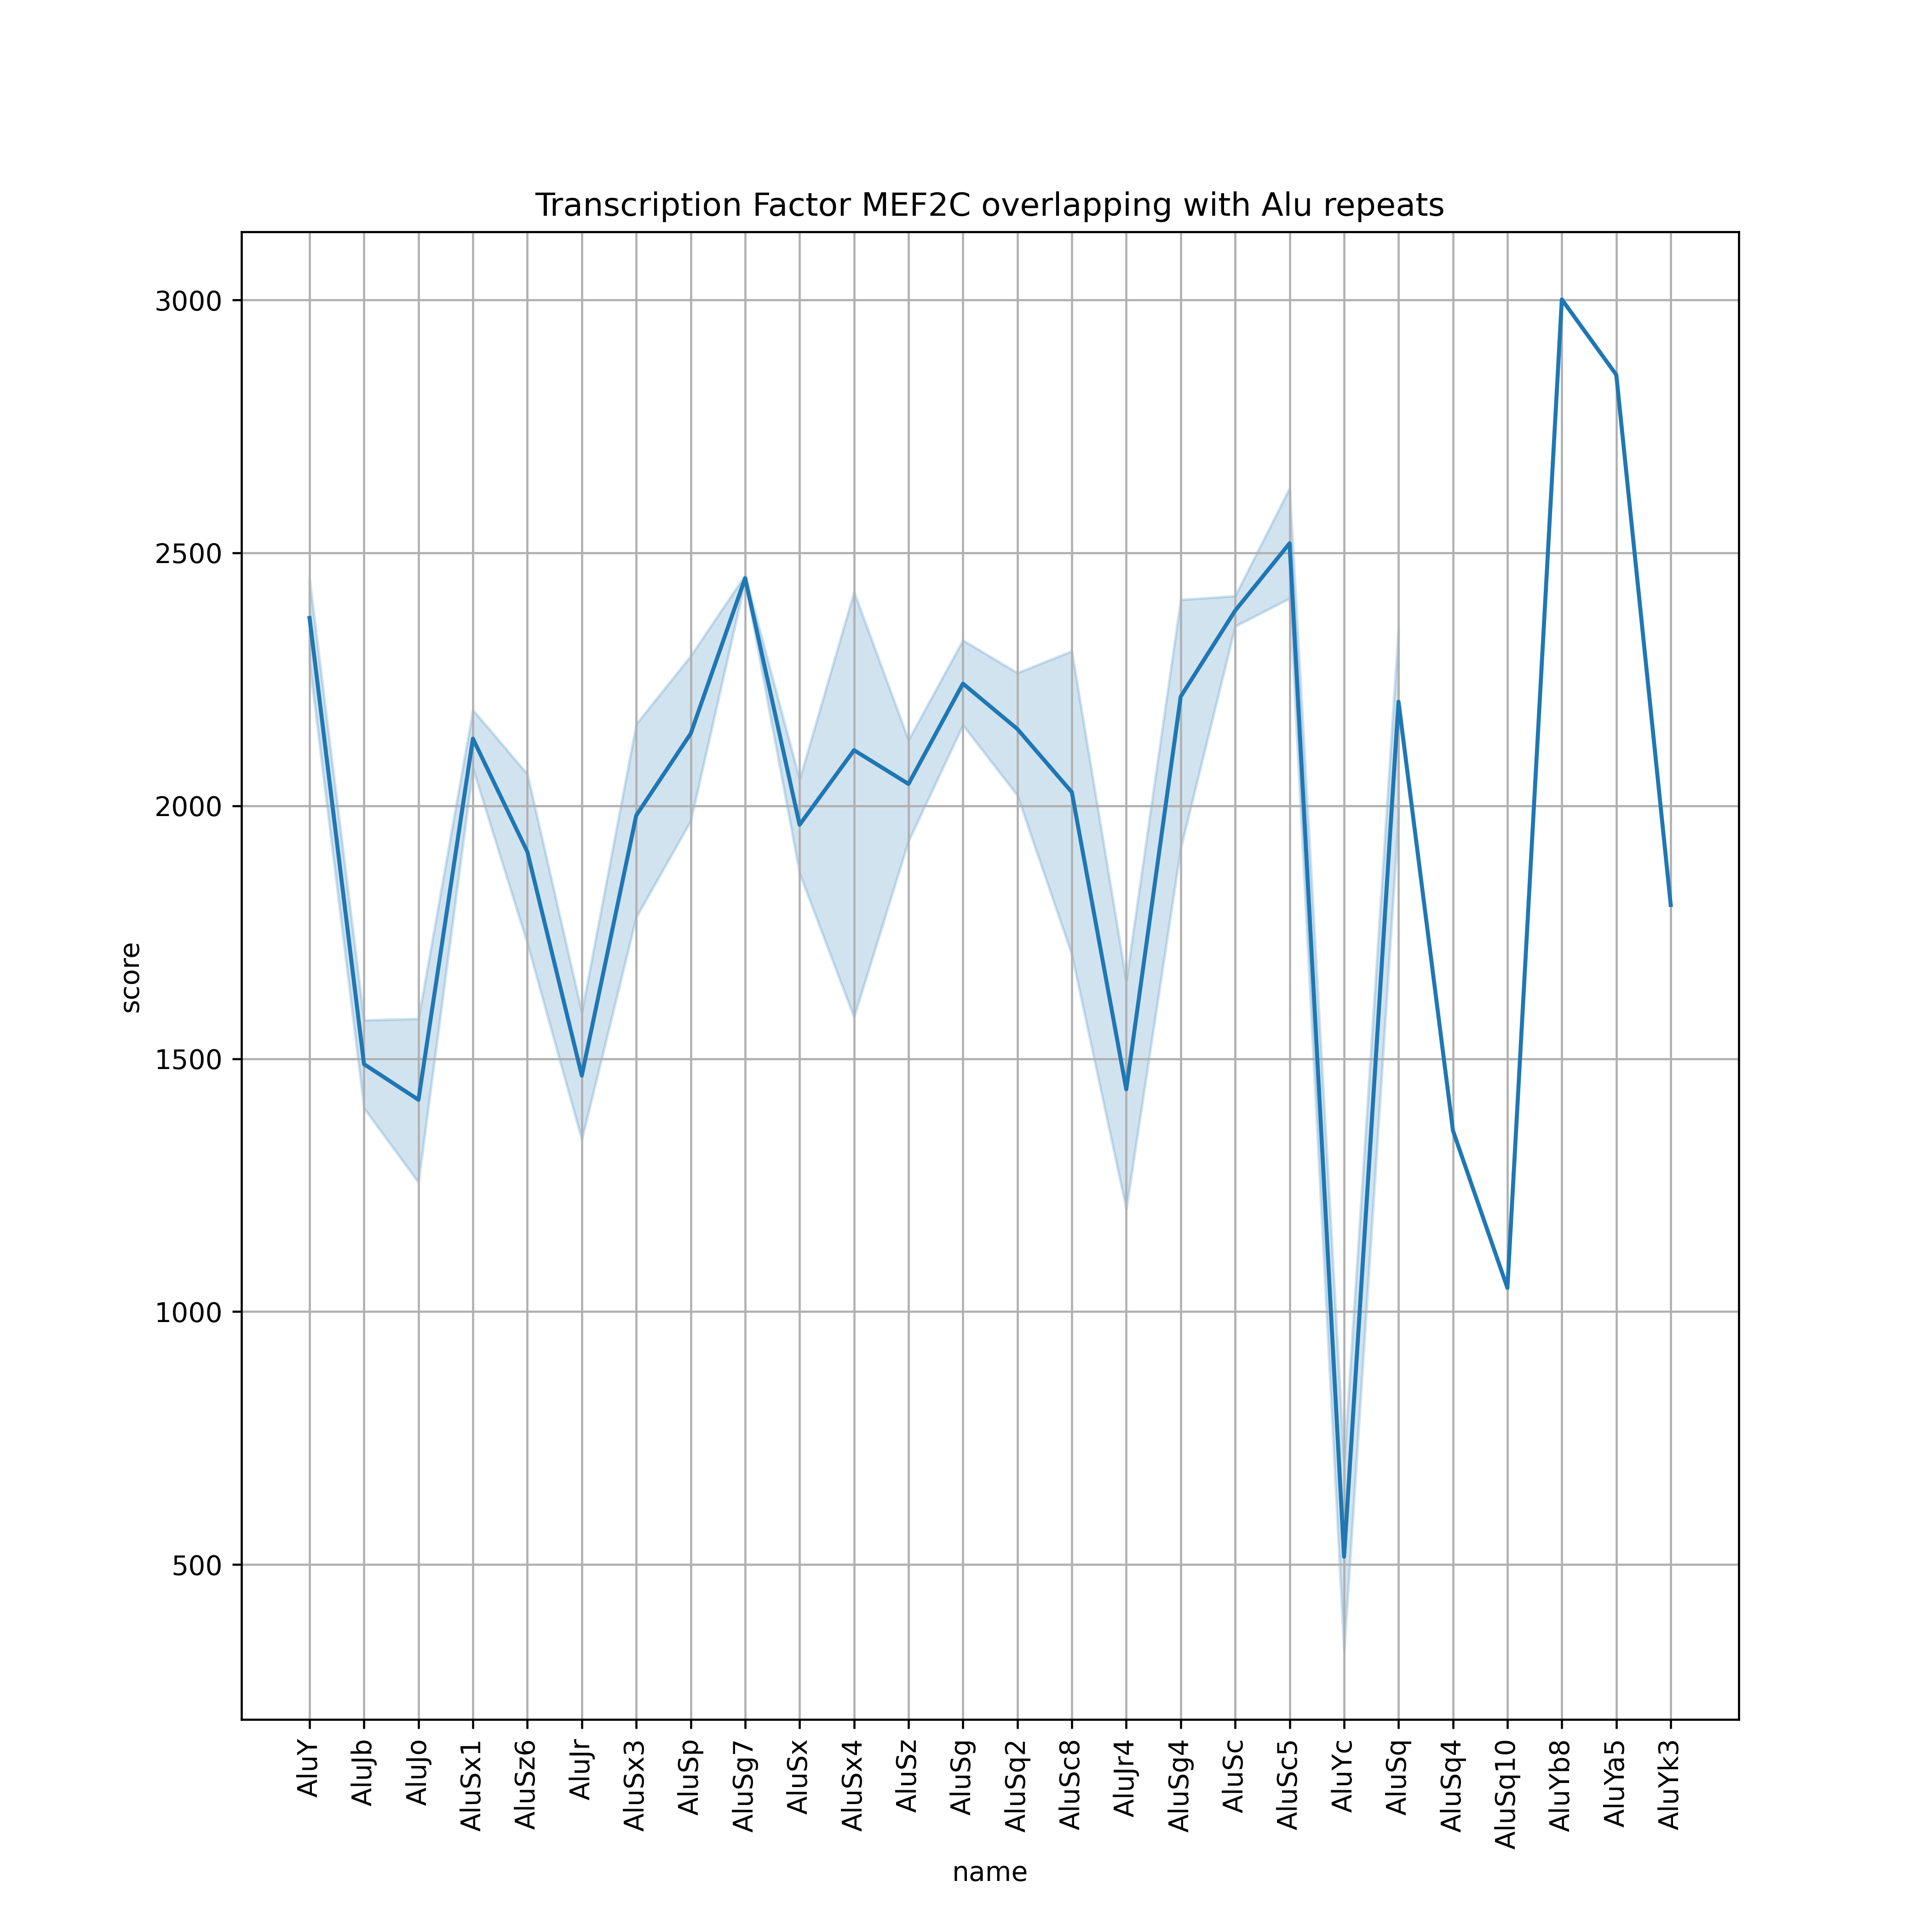 Transcription Factor MEF2C overlapping with Alu repeats
3000
2500
2000
1500
1000
500
score
AluY
AluJb
AluJo
AluSx1
AluSz6
AluJr
AluSx3
AluSp
AluSg7
AluSx
AluSx4
AluSz
AluSg
AluSq2
AluSc8
AluJr4
AluSg4
AluSc
AluSc5
AluYc
AluSq
AluSq4
AluSq10
AluYb8
AluYa5
AluYk3
name